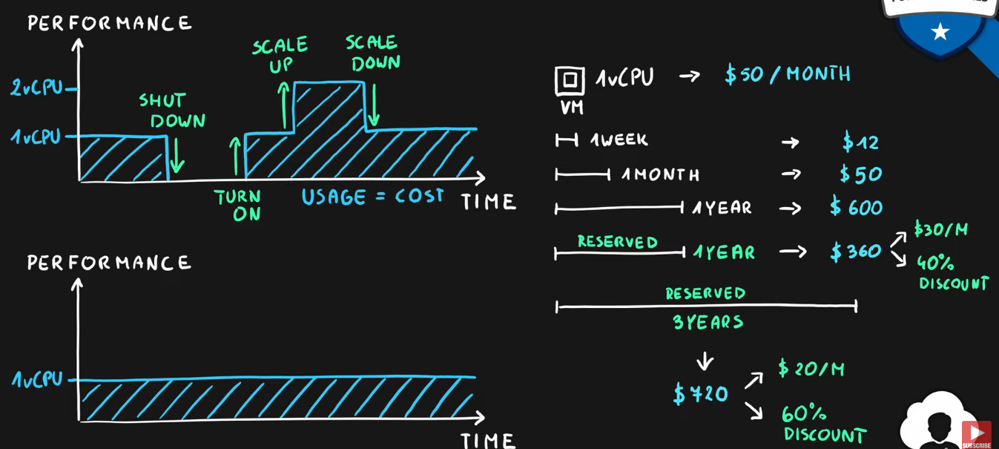 PERFORMANCE
2vCPU
1vCPU
SHUT
DOWN
SCALE
UP
SCALE
DOWN
TURN
ON
USAGE = COST
TIME
PERFORMANCE
1vCPU
TIME
1vCPU → $50/MONTH
VM
1WEEK → $12
1MONTH → $50
1YEAR → $600
RESERVED
1YEAR → $360
$30/M
40%
DISCOUNT
RESERVED
3YEARS
$720
$20/M
60%
DISCOUNT
SUBSCRIBE